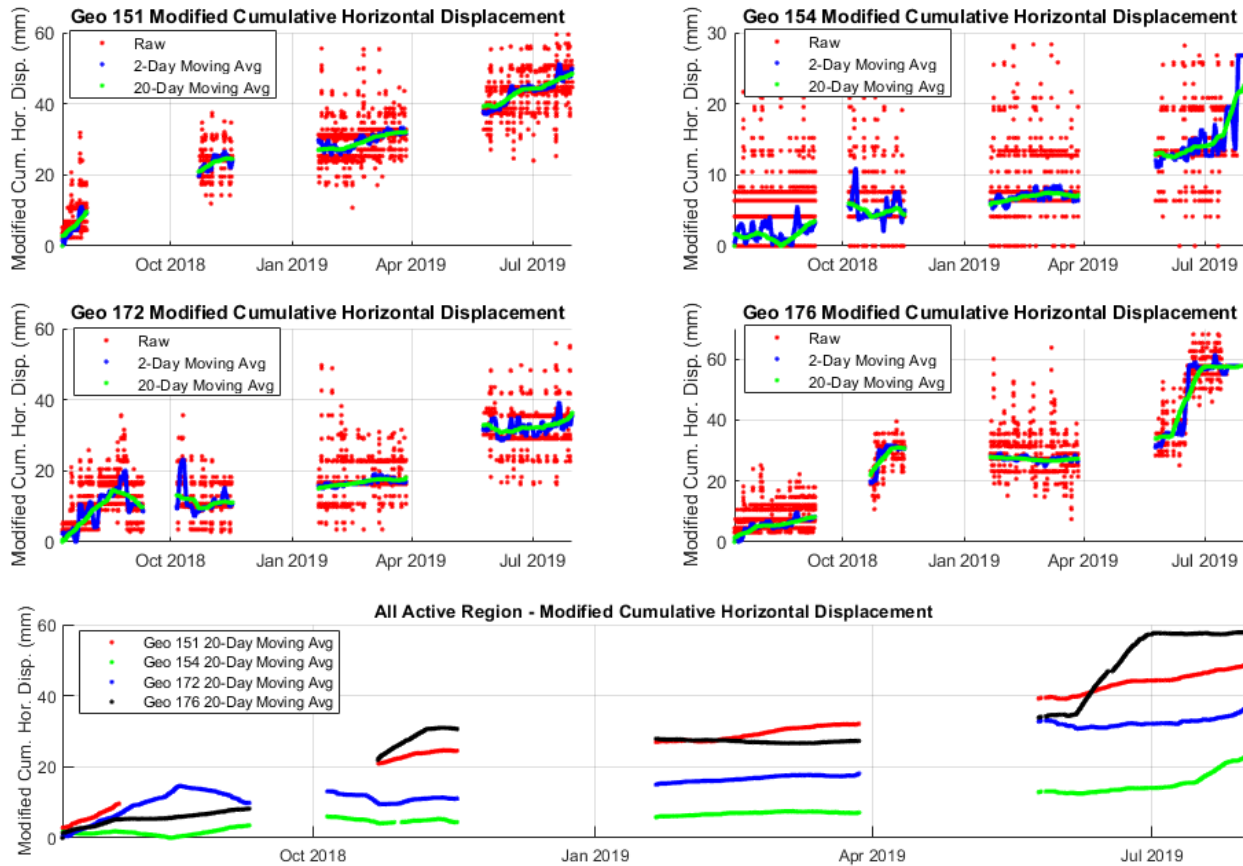 Geo 151 Modified Cumulative Horizontal Displacement
Modified Cum. Hor. Disp. (mm)
60
40
20
0
Raw
2-Day Moving Avg
20-Day Moving Avg
Oct 2018 Jan 2019 Apr 2019 Jul 2019
Geo 154 Modified Cumulative Horizontal Displacement
Modified Cum. Hor. Disp. (mm)
30
20
10
0
Raw
2-Day Moving Avg
20-Day Moving Avg
Oct 2018 Jan 2019 Apr 2019 Jul 2019
Geo 172 Modified Cumulative Horizontal Displacement
Modified Cum. Hor. Disp. (mm)
60
40
20
0
Raw
2-Day Moving Avg
20-Day Moving Avg
Oct 2018 Jan 2019 Apr 2019 Jul 2019
Geo 176 Modified Cumulative Horizontal Displacement
Modified Cum. Hor. Disp. (mm)
60
40
20
0
Raw
2-Day Moving Avg
20-Day Moving Avg
Oct 2018 Jan 2019 Apr 2019 Jul 2019
All Active Region - Modified Cumulative Horizontal Displacement
Modified Cum. Hor. Disp. (mm)
60
40
20
0
Geo 151 20-Day Moving Avg
Geo 154 20-Day Moving Avg
Geo 172 20-Day Moving Avg
Geo 176 20-Day Moving Avg
Oct 2018 Jan 2019 Apr 2019 Jul 2019